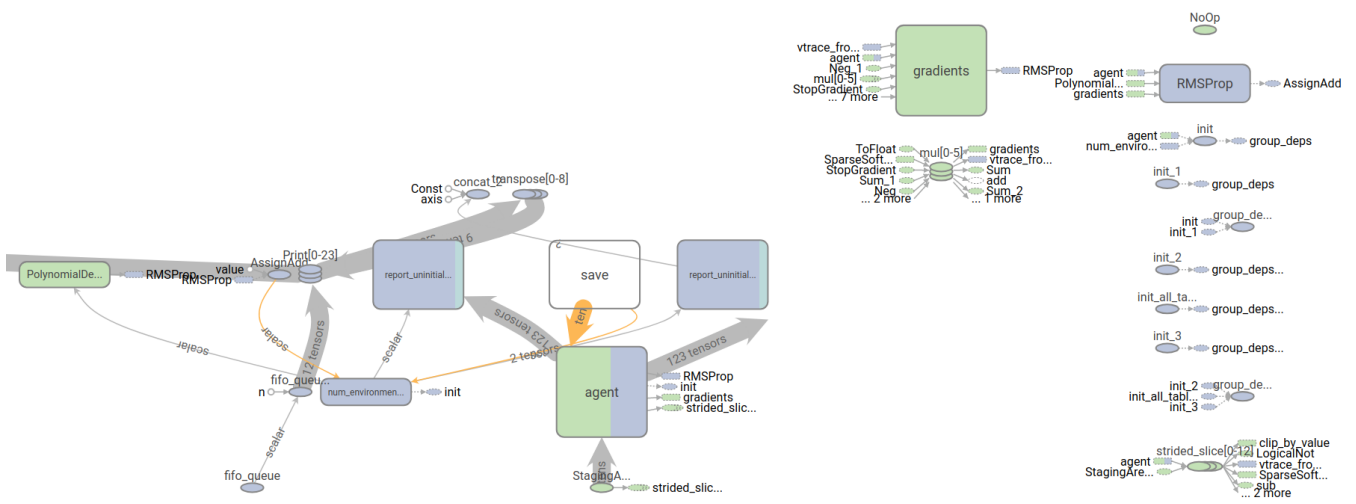 NoOp
vtrace_fro...
agent
Neg_1
mul[0-5]
StopGradient
... 7 more
gradients
RMSProp
agent
Polynomial...
gradients
RMSProp
AssignAdd
init
agent
num_enviro...
group_deps
ToFloat
SparseSoft...
StopGradient
Sum_1
Neg
... 2 more
mul[0-5]
gradients
vtrace_fro...
Sum
add
Sum_2
... 1 more
init_1
group_deps
Const
axis
concat_2
transpose[0-8]
init
init_1
group_de...
Print[0-23]
PolynomialDe...
RMSProp
value
RMSProp
AssignAdd
report_uninitial...
save
report_uninitial...
2
ten
init_2
group_deps...
init_all_ta...
group_deps...
init_3
group_deps...
scalar
scalar
12 tensors
scalar
2 tensors
123 tensors
123 tensors
n
fifo_queu...
num_environmen...
init
agent
RMSProp
init
gradients
strided_slic...
init_2
init_all_tabl...
init_3
group_de...
scalar
fifo_queue
StagingA...
strided_slic...
strided_slice[0-12]
agent
StagingAre...
clip_by_value
LogicalNot
vtrace_fro...
SparseSoft...
sub
... 2 more